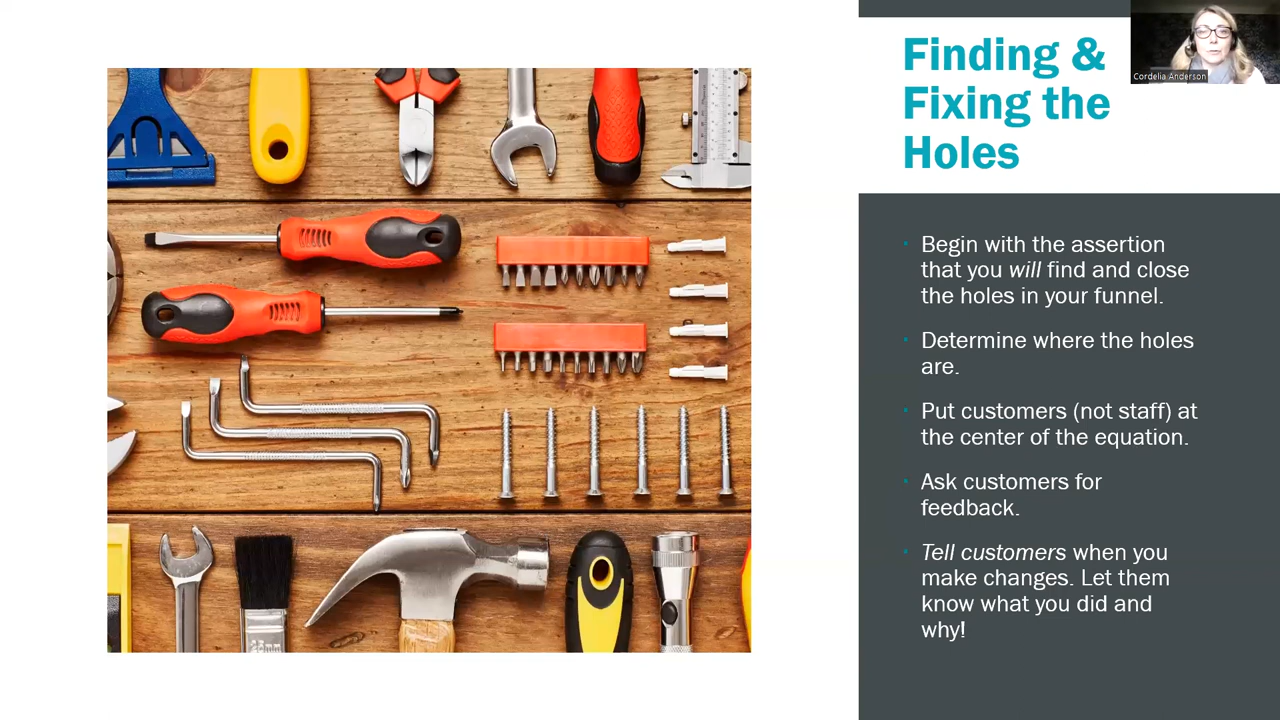 Finding &
Fixing the
Holes
Cordelia Anderson
Begin with the assertion
that you will find and close
the holes in your funnel.
Determine where the holes
are.
Put customers (not staff) at
the center of the equation.
Ask customers for
feedback.
Tell customers when you
make changes. Let them
know what you did and
why!